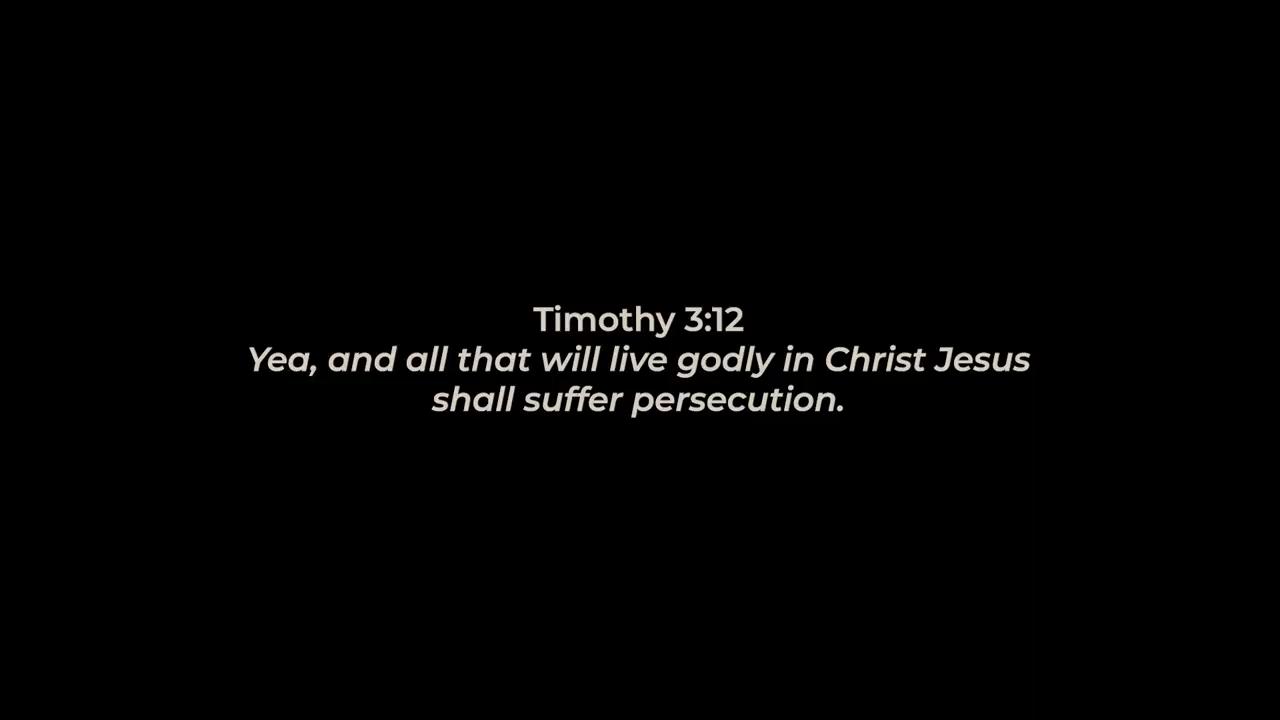 Timothy 3:12
Yea, and all that will live godly in Christ Jesus
shall suffer persecution.